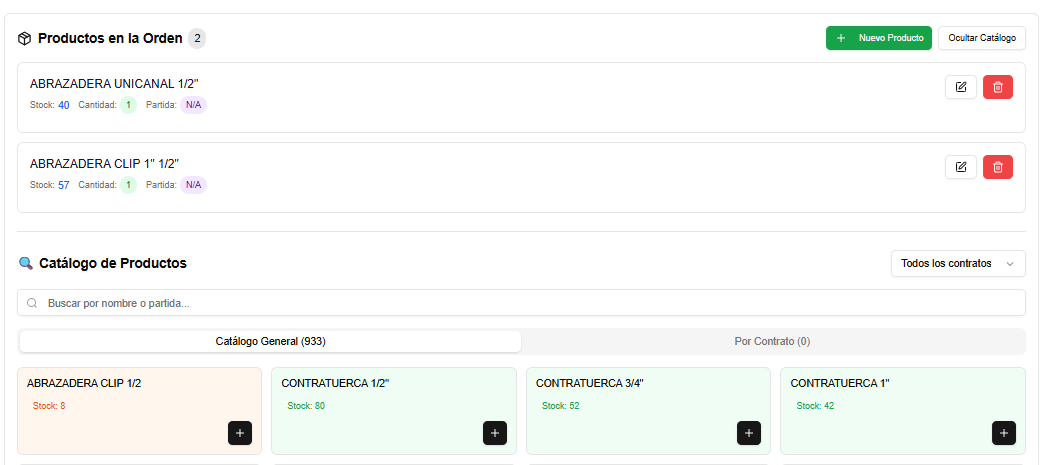 Productos en la Orden 2
Nuevo Producto
Ocultar Catálogo
ABRAZADERA UNICANAL 1/2"
Stock: 40 Cantidad: 1 Partida: N/A
ABRAZADERA CLIP 1" 1/2"
Stock: 57 Cantidad: 1 Partida: N/A
Catálogo de Productos
Todos los contratos
Buscar por nombre o partida...
Catálogo General (933)
Por Contrato (0)
ABRAZADERA CLIP 1/2
Stock: 8
CONTRATUERCA 1/2"
Stock: 80
CONTRATUERCA 3/4"
Stock: 52
CONTRATUERCA 1"
Stock: 42